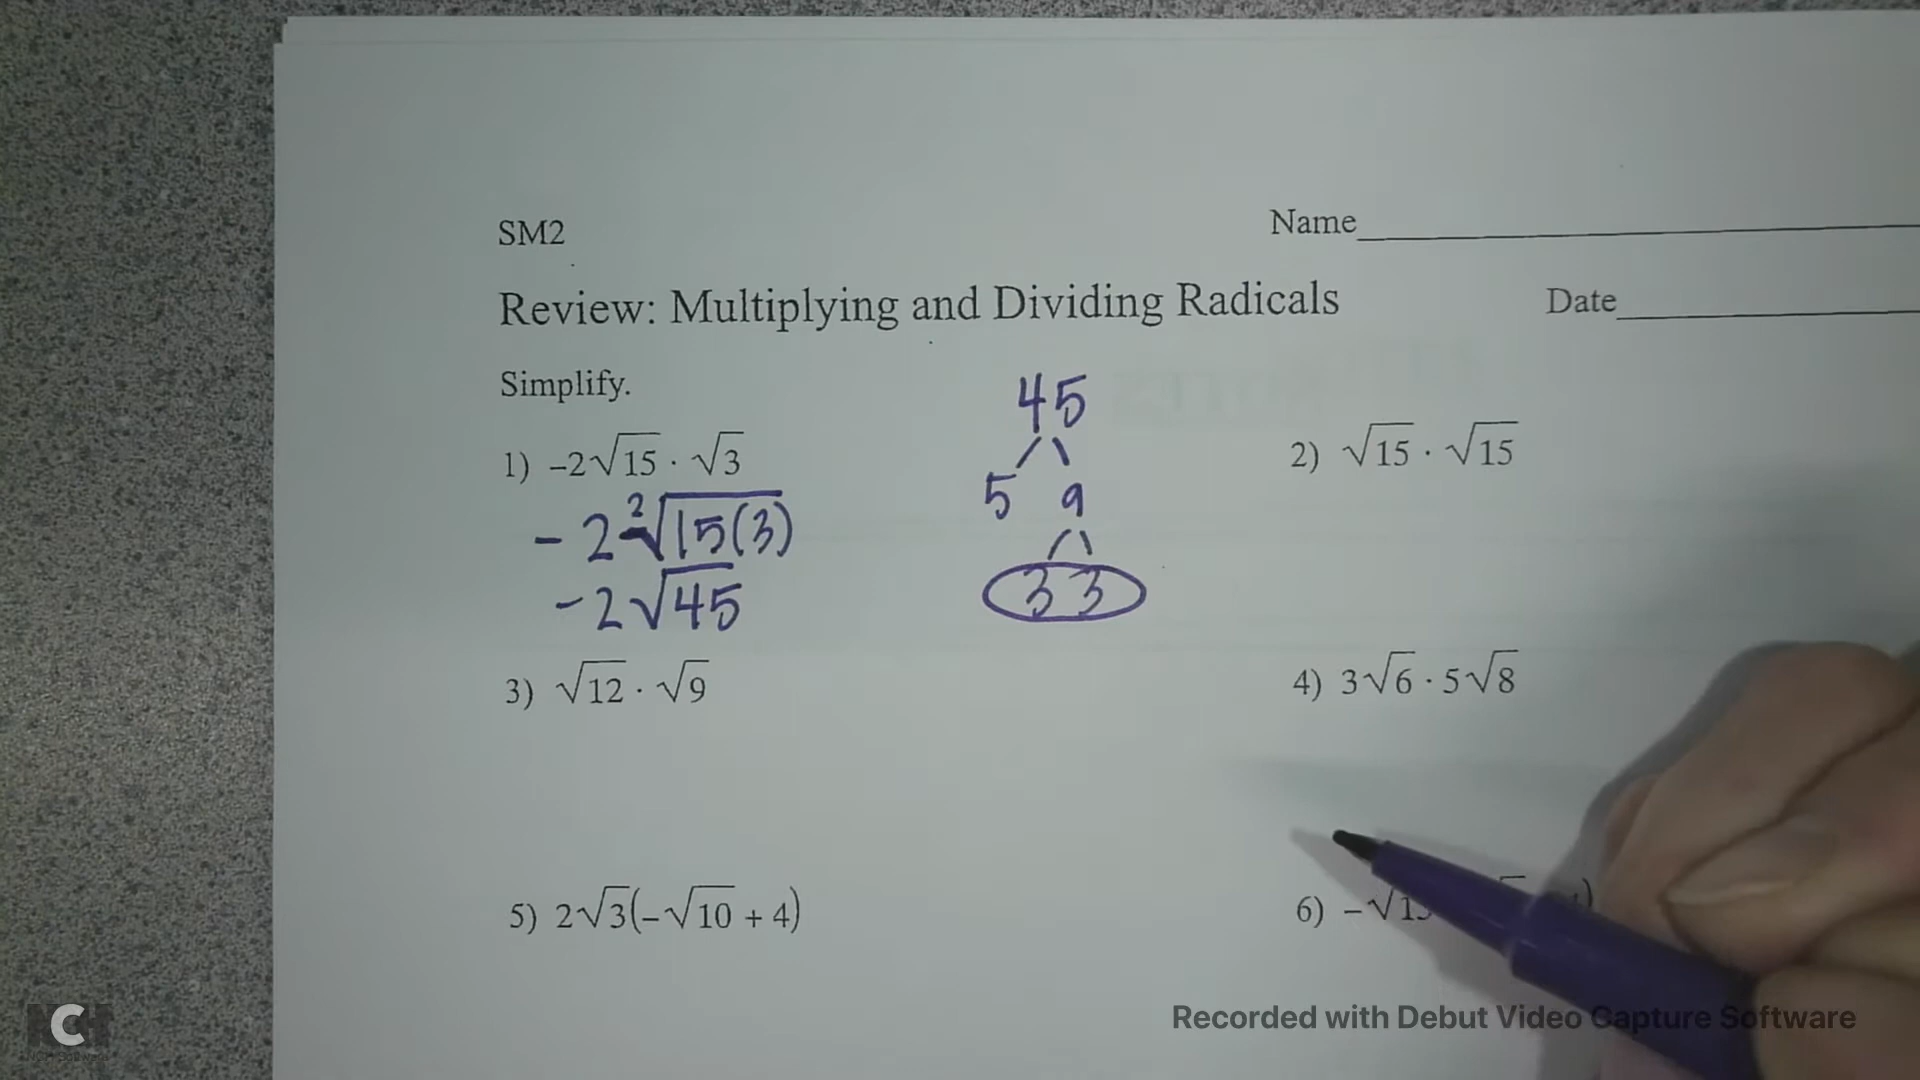 SM2 Name
Review: Multiplying and Dividing Radicals Date
Simplify.
1) −2√15 · √3
- 2 ²√15(3)
- 2√45
45
5 9
3 3
2) √15 · √15
3) √12 · √9
4) 3√6 · 5√8
5) 2√3(−√10 + 4)
6) −√1
Recorded with Debut Video Capture Software